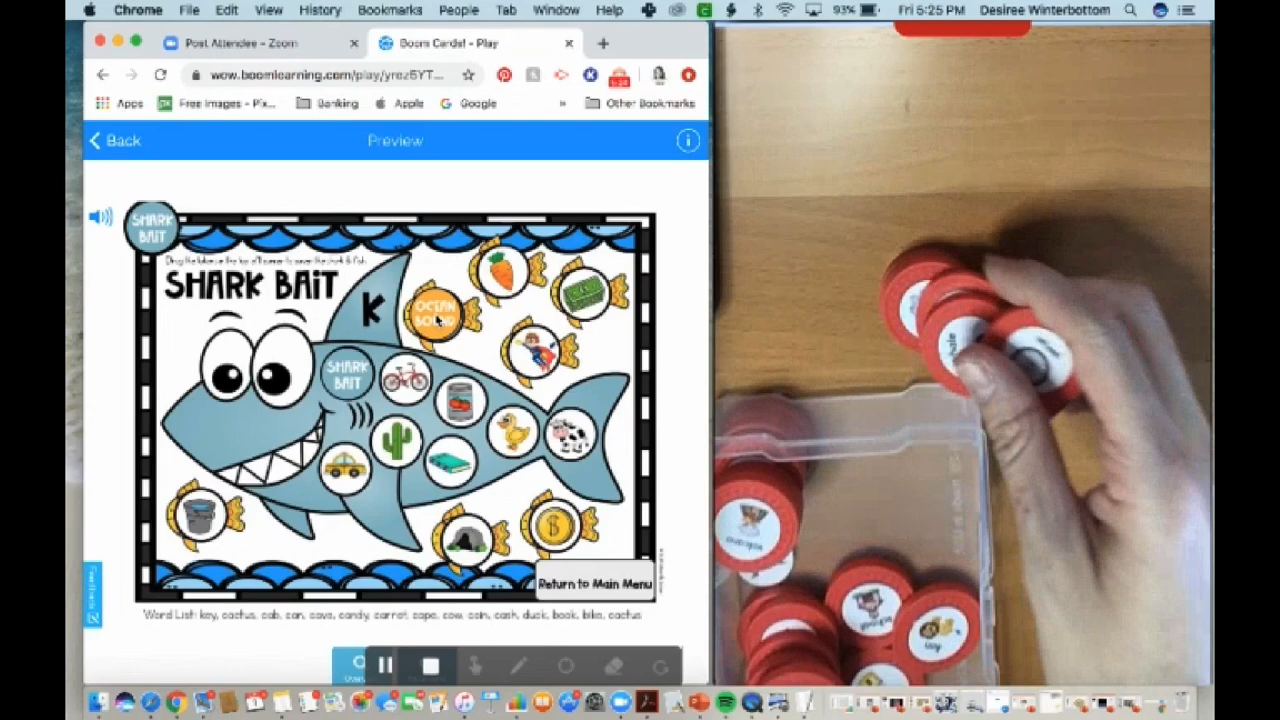 Chrome File Edit View History Bookmarks People Tab Window Help 93% Fri 5:25 PM Desiree Winterbottom
Post Attendee - Zoom
Boom Cards! - Play
wow.boomlearning.com/play/yrez5YT...
Apps Free Images - Pix... Banking Apple Google » Other Bookmarks
Back Preview
SHARK
BAIT
SHARK BAIT
K
OCEAN
BOUND
SHARK
BAIT
Return to Main Menu
Word List: key, cactus, cab, can, cave, candy, carrot, cape, cow, coin, cash, duck, book, bike, cactus
volcano
school